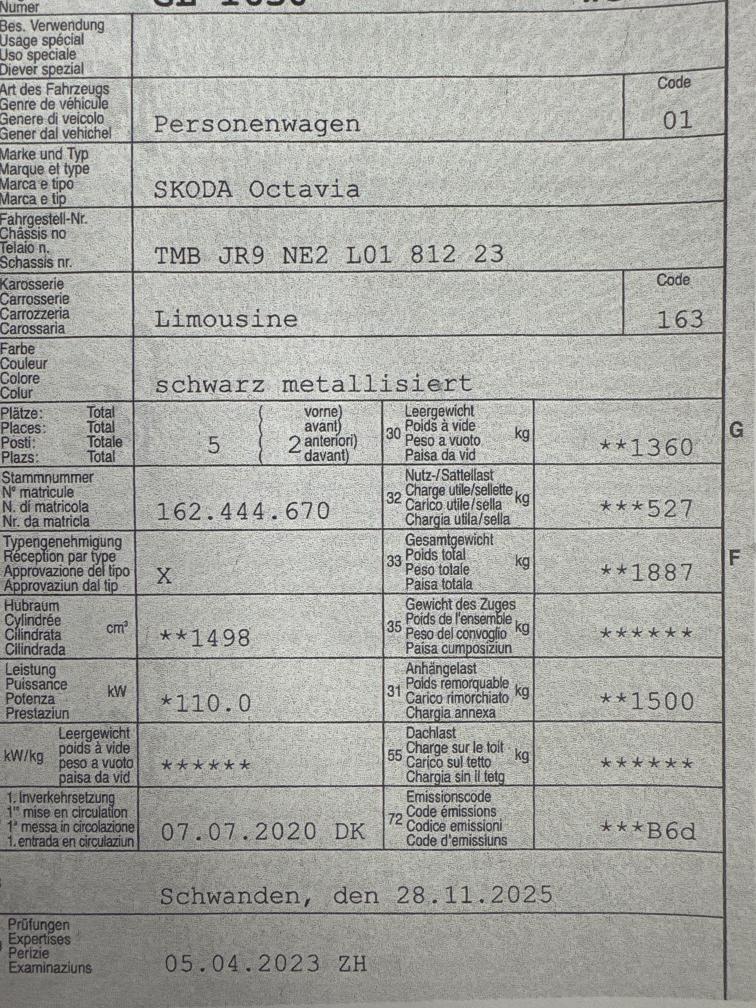 Numer
Bes. Verwendung
Usage spécial
Uso speciale
Diever spezial
Art des Fahrzeugs
Genre de véhicule
Genere di veicolo
Gener dal vehichel
Personenwagen
Code
01
Marke und Typ
Marque et type
Marca e tipo
Marca e tip
SKODA Octavia
Fahrgestell-Nr.
Châssis no
Telaio n.
Schassis nr.
TMB JR9 NE2 L01 812 23
Karosserie
Carrosserie
Carrozzeria
Carossaria
Limousine
Code
163
Farbe
Couleur
Colore
Colur
schwarz metallisiert
Plätze: Total
Places: Total
Posti: Totale
Plazs: Total
5
2
vorne)
avant)
anteriori)
davant)
30
Leergewicht
Poids à vide
Peso a vuoto
Paisa da vid
kg
**1360
G
Stammnummer
N° matricule
N. di matricola
Nr. da matricla
162.444.670
32
Nutz-/Sattellast
Charge utile/sellette
Carico utile/sella
Chargia utila/sella
kg
***527
Typengenehmigung
Réception par type
Approvazione del tipo
Approvaziun dal tip
X
33
Gesamtgewicht
Poids total
Peso totale
Paisa totala
kg
**1887
F
Hubraum
Cylindrée
Cilindrata
Cilindrada
cm³
**1498
35
Gewicht des Zuges
Poids de l'ensemble
Peso del convoglio
Paisa cumposiziun
kg
******
Leistung
Puissance
Potenza
Prestaziun
kW
*110.0
31
Anhängelast
Poids remorquable
Carico rimorchiato
Chargia annexa
kg
**1500
kW/kg
Leergewicht
poids à vide
peso a vuoto
paisa da vid
******
55
Dachlast
Charge sur le toit
Carico sul tetto
Chargia sin il tetg
kg
******
1. Inverkehrsetzung
1re mise en circulation
1a messa in circolazione
1. entrada en circulaziun
07.07.2020 DK
72
Emissionscode
Code émissions
Codice emissioni
Code d'emissiuns
***B6d
Schwanden, den 28.11.2025
Prüfungen
Expertises
Perizie
Examinaziuns
05.04.2023 ZH